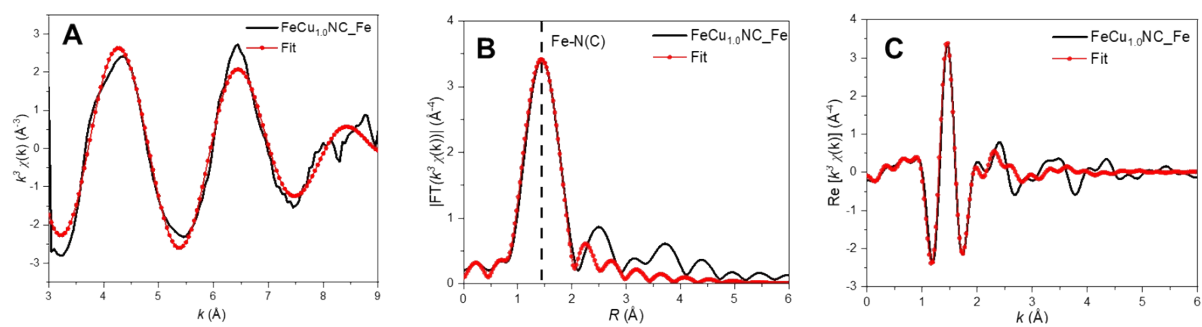 A
FeCu₁.₀NC_Fe
Fit
k³ χ(k) (Å⁻³)
3
2
1
0
-1
-2
-3
3 4 5 6 7 8 9
k (Å)
B
Fe-N(C)
FeCu₁.₀NC_Fe
Fit
|FT(k³ χ(k))| (Å⁻⁴)
4
3
2
1
0
0 1 2 3 4 5 6
R (Å)
C
FeCu₁.₀NC_Fe
Fit
Re [k³ χ(k)] (Å⁻⁴)
4
3
2
1
0
-1
-2
-3
0 1 2 3 4 5 6
k (Å)